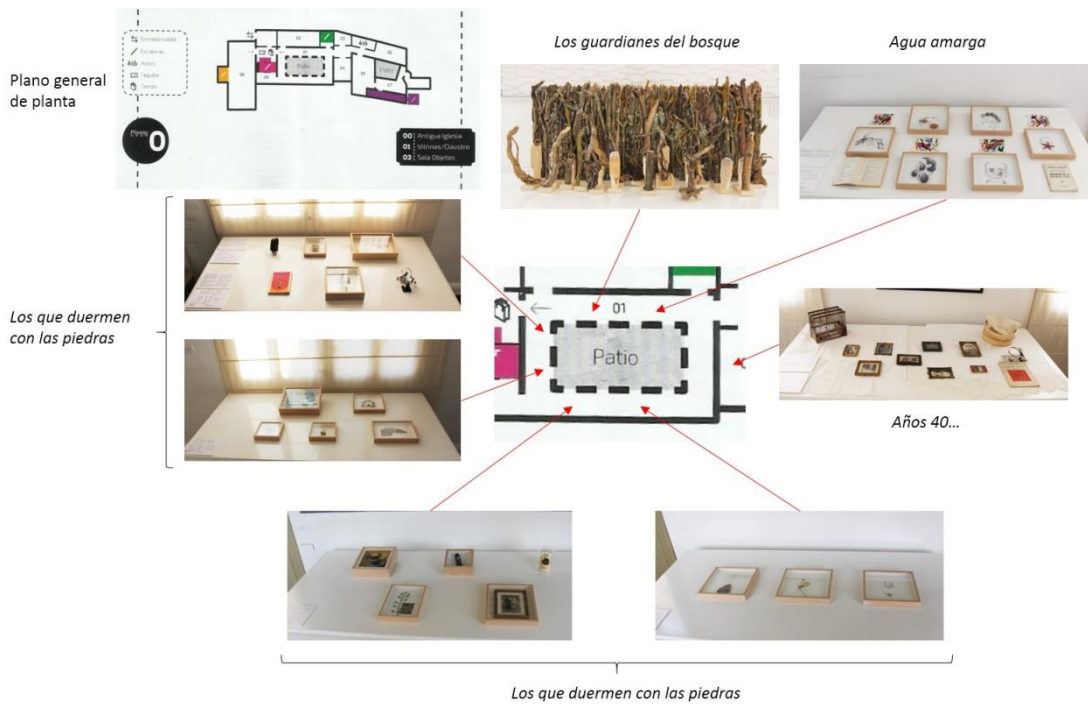 Plano general
de planta
Entrada/Salida
Escaleras
Aseos
Taquilla
Tienda
Patio
Patio
Planta
0
00 Antigua Iglesia
01 Vitrinas/Claustro
03 Sala Objetos
Los guardianes del bosque
Agua amarga
Los que duermen
con las piedras
01
Patio
Años 40...
Los que duermen con las piedras